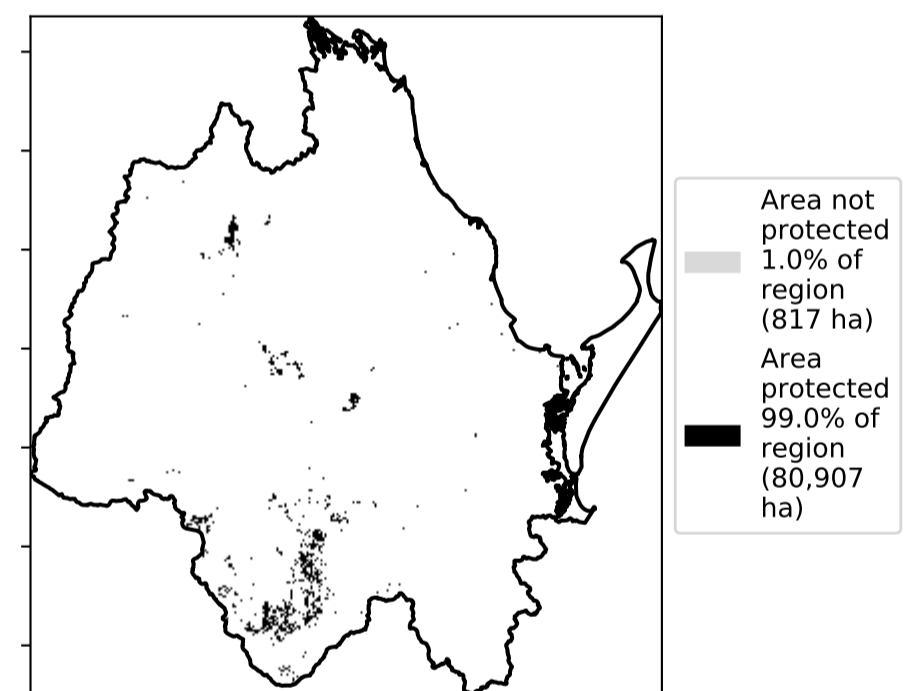 Area not
protected
1.0% of
region
(817 ha)
Area
protected
99.0% of
region
(80,907
ha)